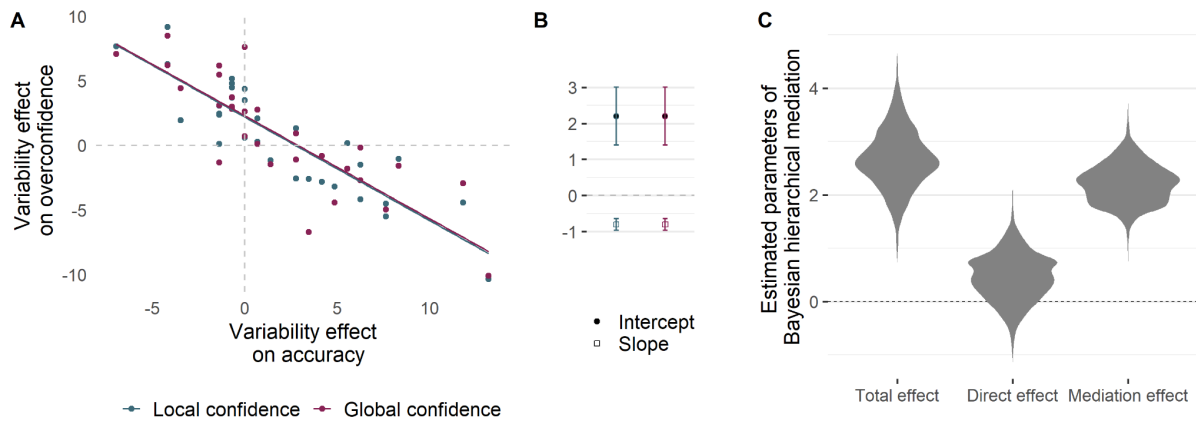 A
Variability effect
on overconfidence
10
5
0
-5
-10
-5
0
5
10
Variability effect
on accuracy
Local confidence
Global confidence
B
3
2
1
0
-1
Intercept
Slope
C
Estimated parameters of
Bayesian hierarchical mediation
4
2
0
Total effect
Direct effect
Mediation effect